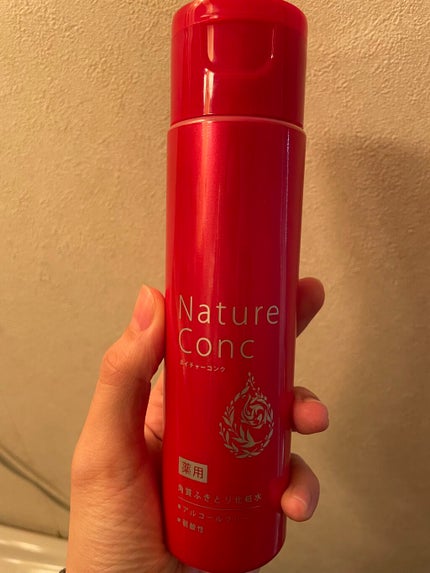 Nature
Conc
ネイチャーコンク
薬用
角質ふきとり化粧水
アルコールフリー
弱酸性